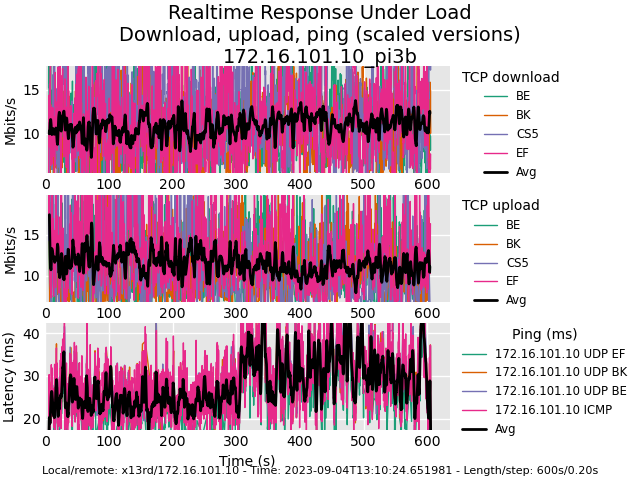 Realtime Response Under Load
Download, upload, ping (scaled versions)
172.16.101.10_pi3b
Mbits/s
15
10
0 100 200 300 400 500 600
TCP download
BE
BK
CS5
EF
Avg
Mbits/s
15
10
0 100 200 300 400 500 600
TCP upload
BE
BK
CS5
EF
Avg
Latency (ms)
40
30
20
0 100 200 300 400 500 600
Time (s)
Ping (ms)
172.16.101.10 UDP EF
172.16.101.10 UDP BK
172.16.101.10 UDP BE
172.16.101.10 ICMP
Avg
Local/remote: x13rd/172.16.101.10 - Time: 2023-09-04T13:10:24.651981 - Length/step: 600s/0.20s